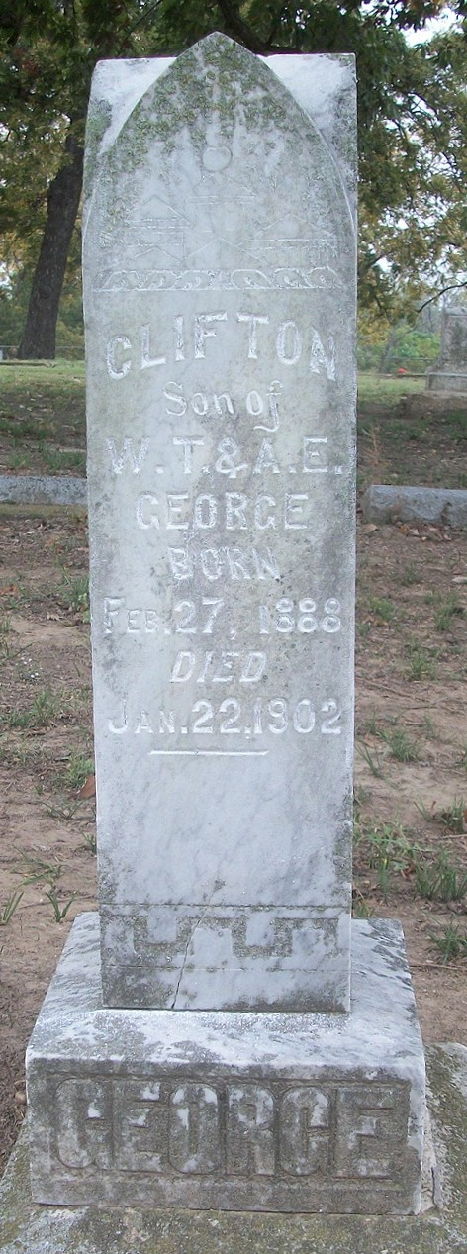 CLIFTON
Son of
W. T. & A. E.
GEORGE
BORN
FEB. 27, 1888
DIED
JAN. 22, 1902
GEORGE